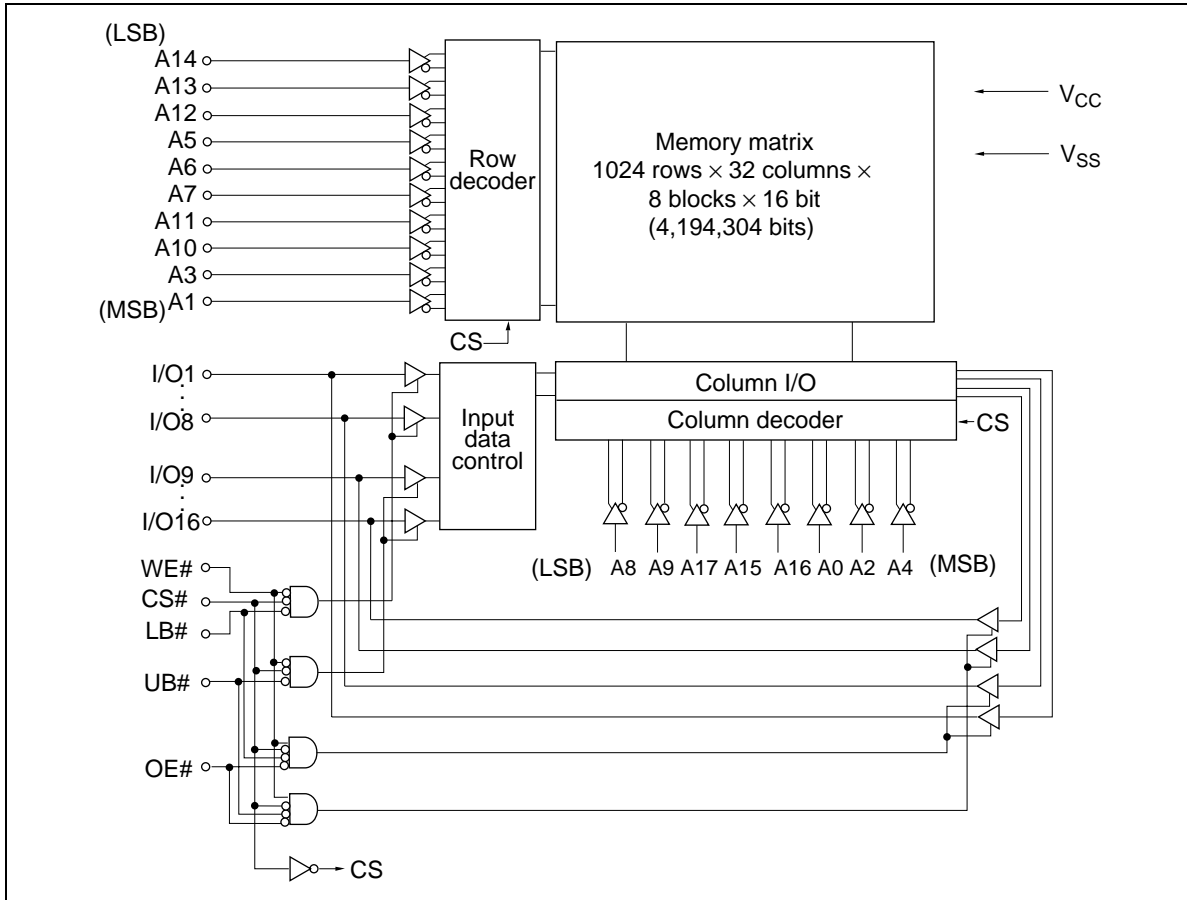 (LSB)
A14
A13
A12
A5
A6
A7
A11
A10
A3
(MSB) A1
Row
decoder
CS
Memory matrix
1024 rows × 32 columns ×
8 blocks × 16 bit
(4,194,304 bits)
VCC
VSS
I/O1
.
.
I/O8
I/O9
.
.
I/O16
Input
data
control
Column I/O
Column decoder
CS
(LSB) A8 A9 A17 A15 A16 A0 A2 A4 (MSB)
WE#
CS#
LB#
UB#
OE#
CS